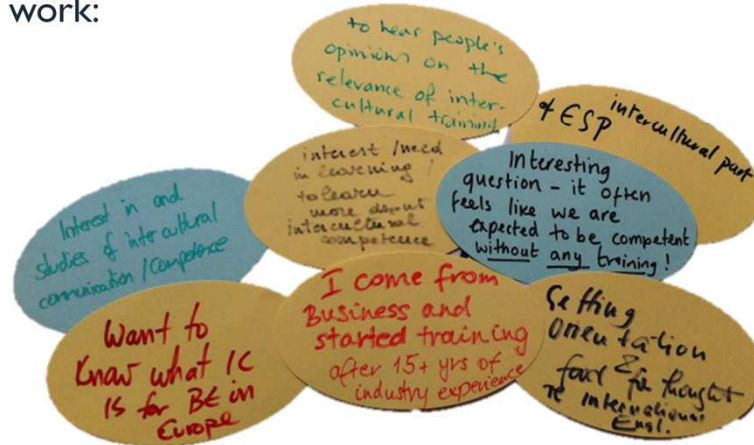 work:
to hear people's
opinions on the
relevance of inter-
cultural training
intercultural part
of ESP
interest /need
in learning !
to learn
more about
intercultural
competence
Interesting
question - it often
feels like we are
expected to be competent
without any training!
Interest in and
studies of intercultural
communication / Competence
Want to
Know what IC
IS for BE in
Europe
I come from
Business and
started training
after 15+ yrs of
industry experience
Getting
orientation
food for thought
re international
Engl.